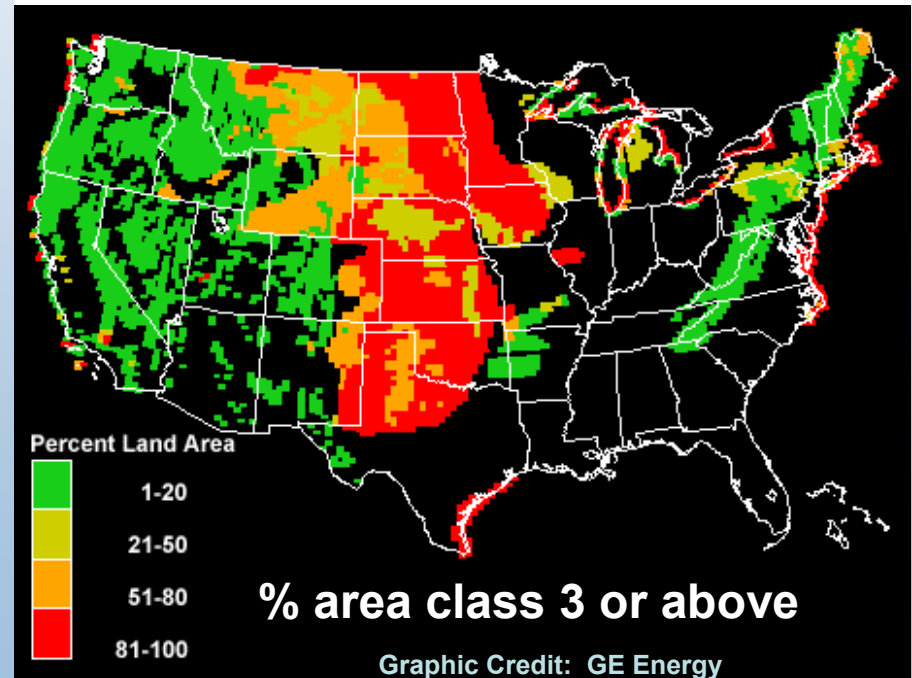 Percent Land Area
1-20
21-50
51-80
81-100
% area class 3 or above
Graphic Credit: GE Energy